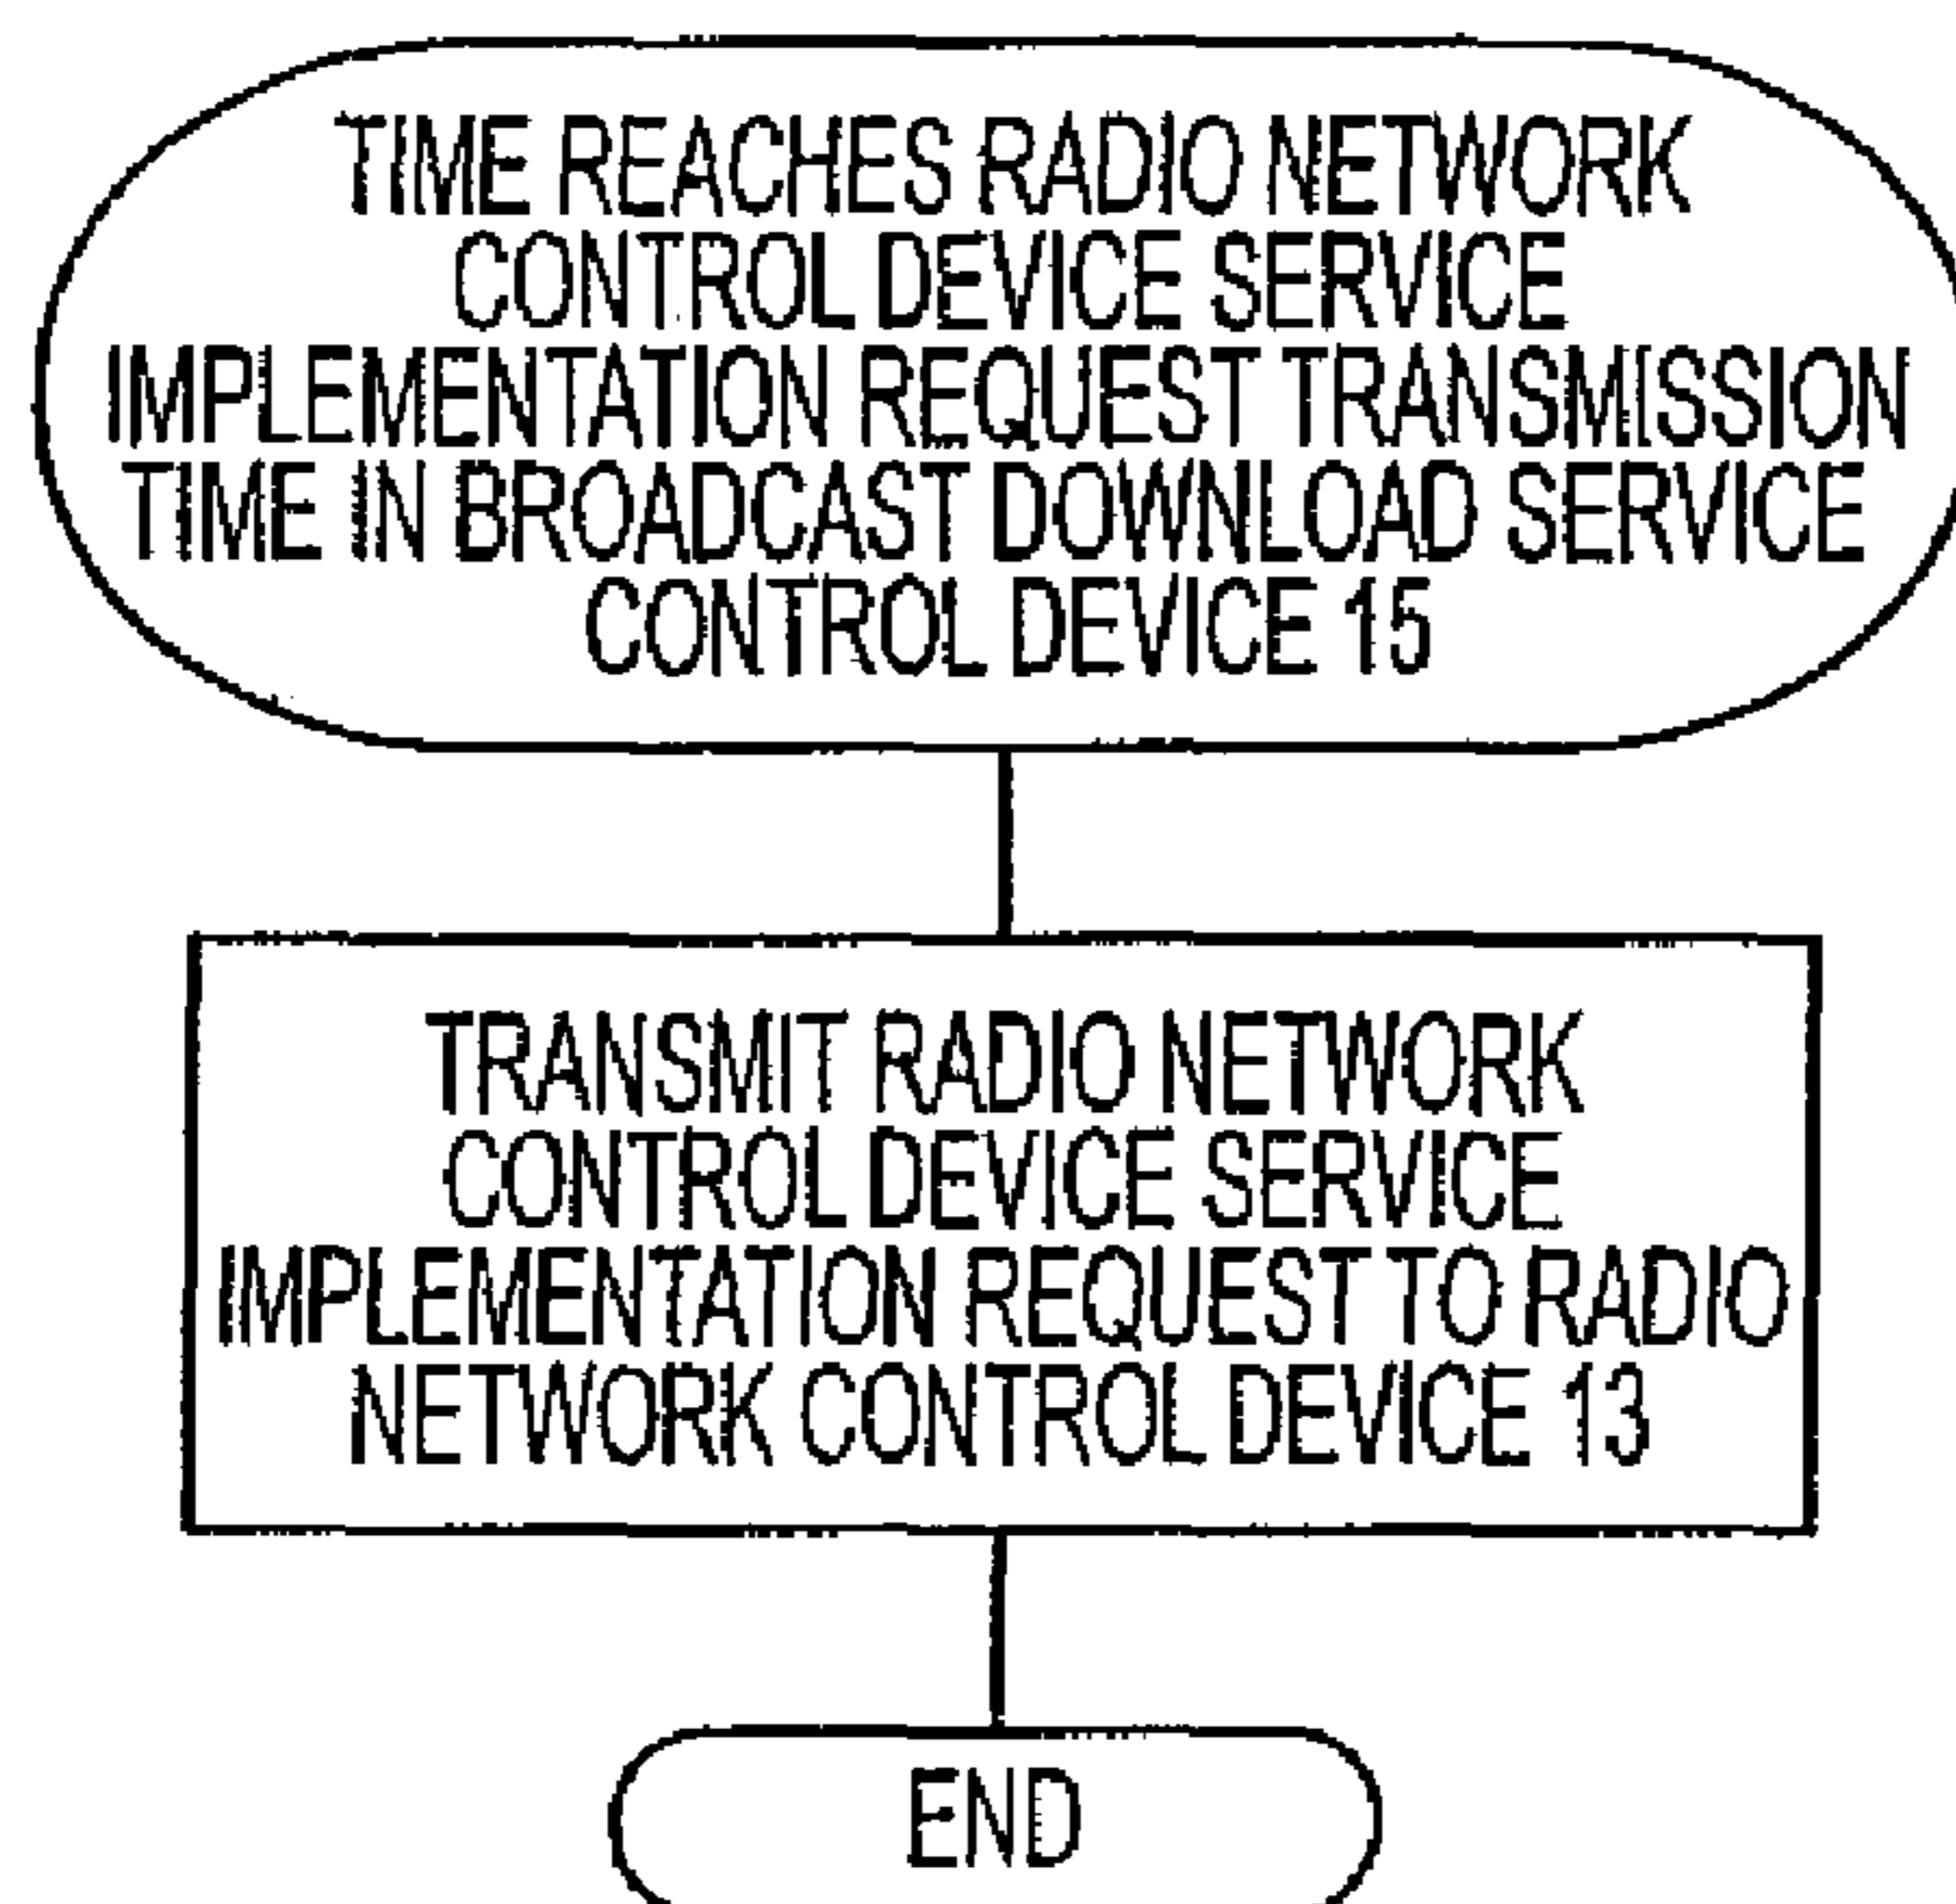 TIME REACHES RADIO NETWORK
CONTROL DEVICE SERVICE
IMPLEMENTATION REQUEST TRANSMISSION
TIME IN BROADCAST DOWNLOAD SERVICE
CONTROL DEVICE 15
TRANSMIT RADIO NETWORK
CONTROL DEVICE SERVICE
IMPLEMENTATION REQUEST TO RADIO
NETWORK CONTROL DEVICE 13
END